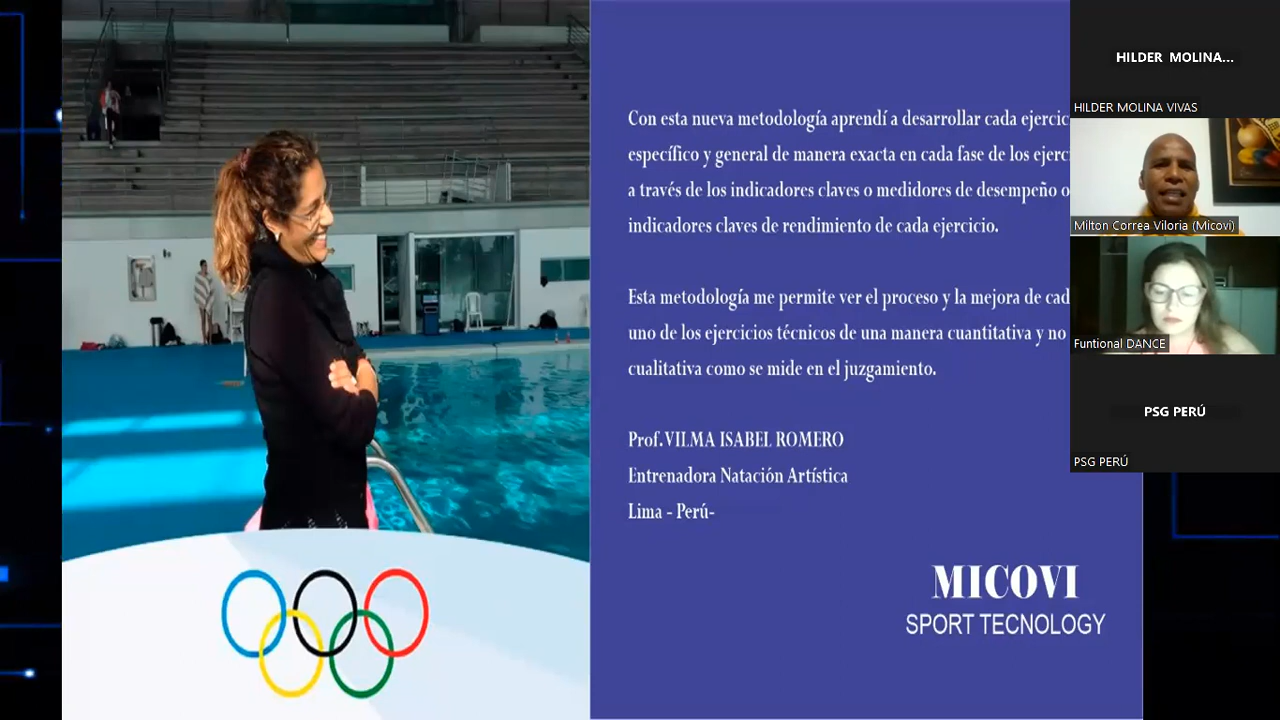 Con esta nueva metodología aprendí a desarrollar cada
específico y general de manera exacta en cada fase de los
a través de los indicadores claves o medidores de desempeño o
indicadores claves de rendimiento de cada ejercicio.
Esta metodología me permite ver el proceso y la mejora de
uno de los ejercicios técnicos de una manera cuantitativa y no
cualitativa como se mide en el juzgamiento.
Prof.VILMA ISABEL ROMERO
Entrenadora Natación Artística
Lima - Perú-
MICOVI
SPORT TECNOLOGY
HILDER MOLINA...
HILDER MOLINA VIVAS
Milton Correa Viloria (Micovi)
Funtional DANCE
PSG PERÚ
PSG PERÚ